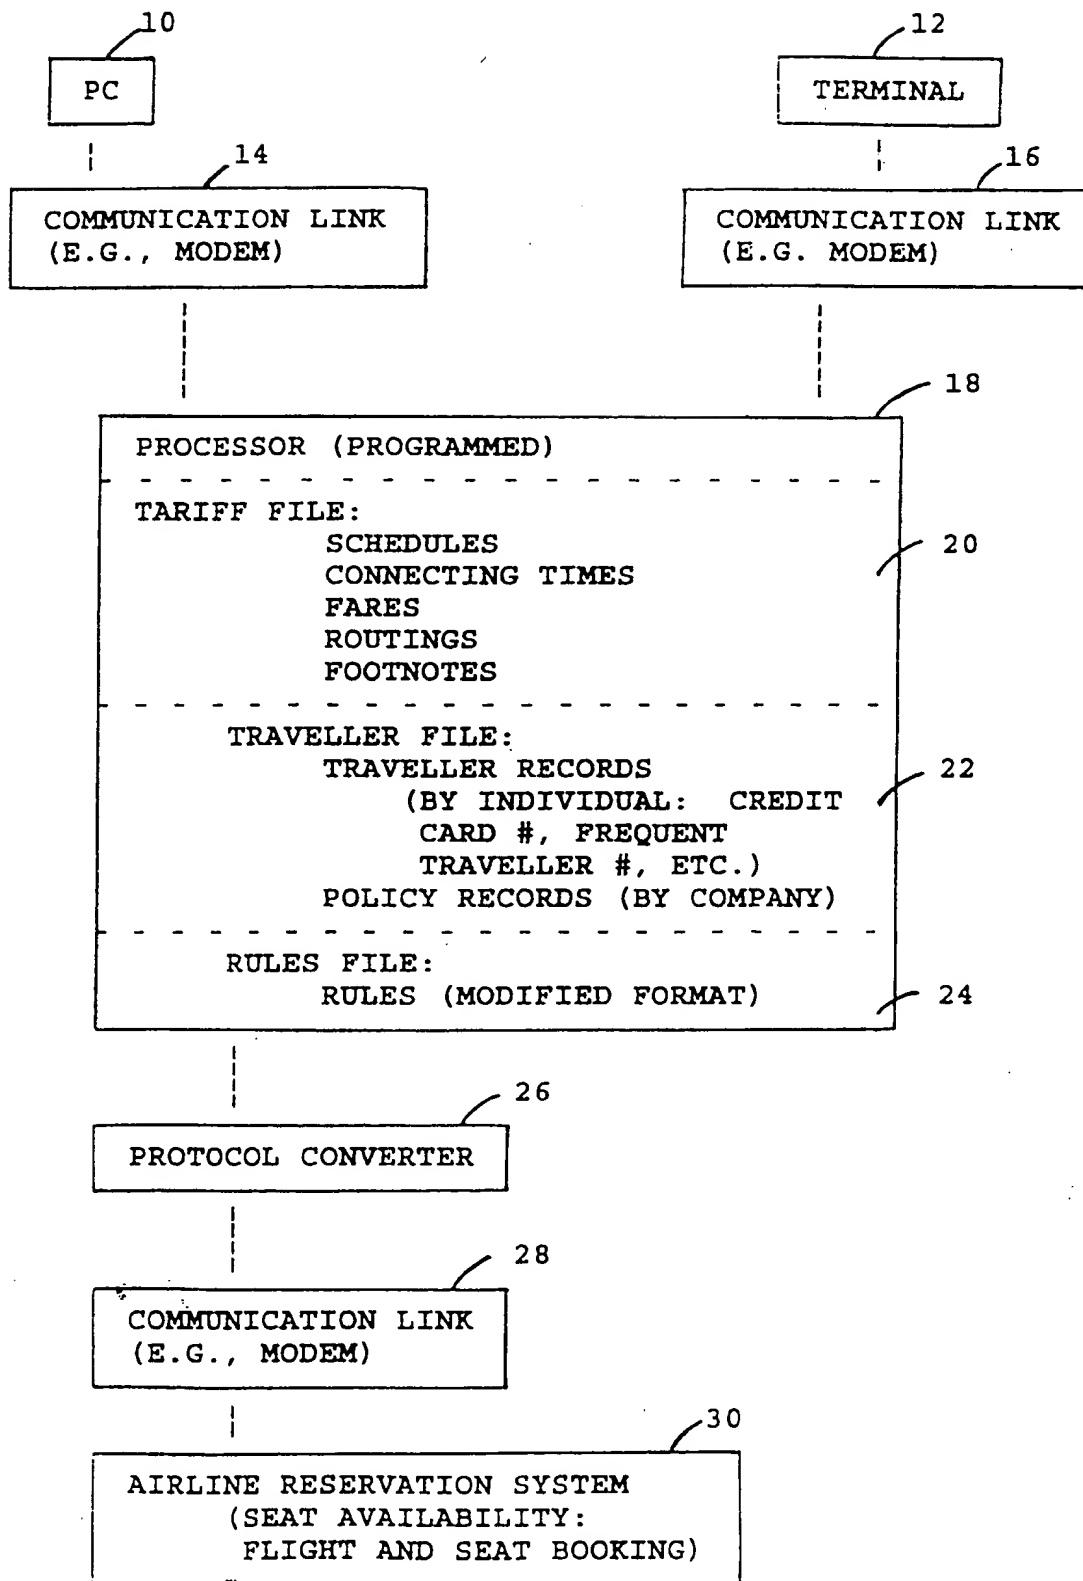 10
12
PC
TERMINAL
14
16
COMMUNICATION LINK
(E.G., MODEM)
COMMUNICATION LINK
(E.G. MODEM)
18
PROCESSOR (PROGRAMMED)
TARIFF FILE:
SCHEDULES
20
CONNECTING TIMES
FARES
ROUTINGS
FOOTNOTES
TRAVELLER FILE:
TRAVELLER RECORDS
22
(BY INDIVIDUAL: CREDIT
CARD #, FREQUENT
TRAVELLER #, ETC.)
POLICY RECORDS (BY COMPANY)
RULES FILE:
RULES (MODIFIED FORMAT)
24
26
PROTOCOL CONVERTER
28
COMMUNICATION LINK
(E.G., MODEM)
30
AIRLINE RESERVATION SYSTEM
(SEAT AVAILABILITY:
FLIGHT AND SEAT BOOKING)